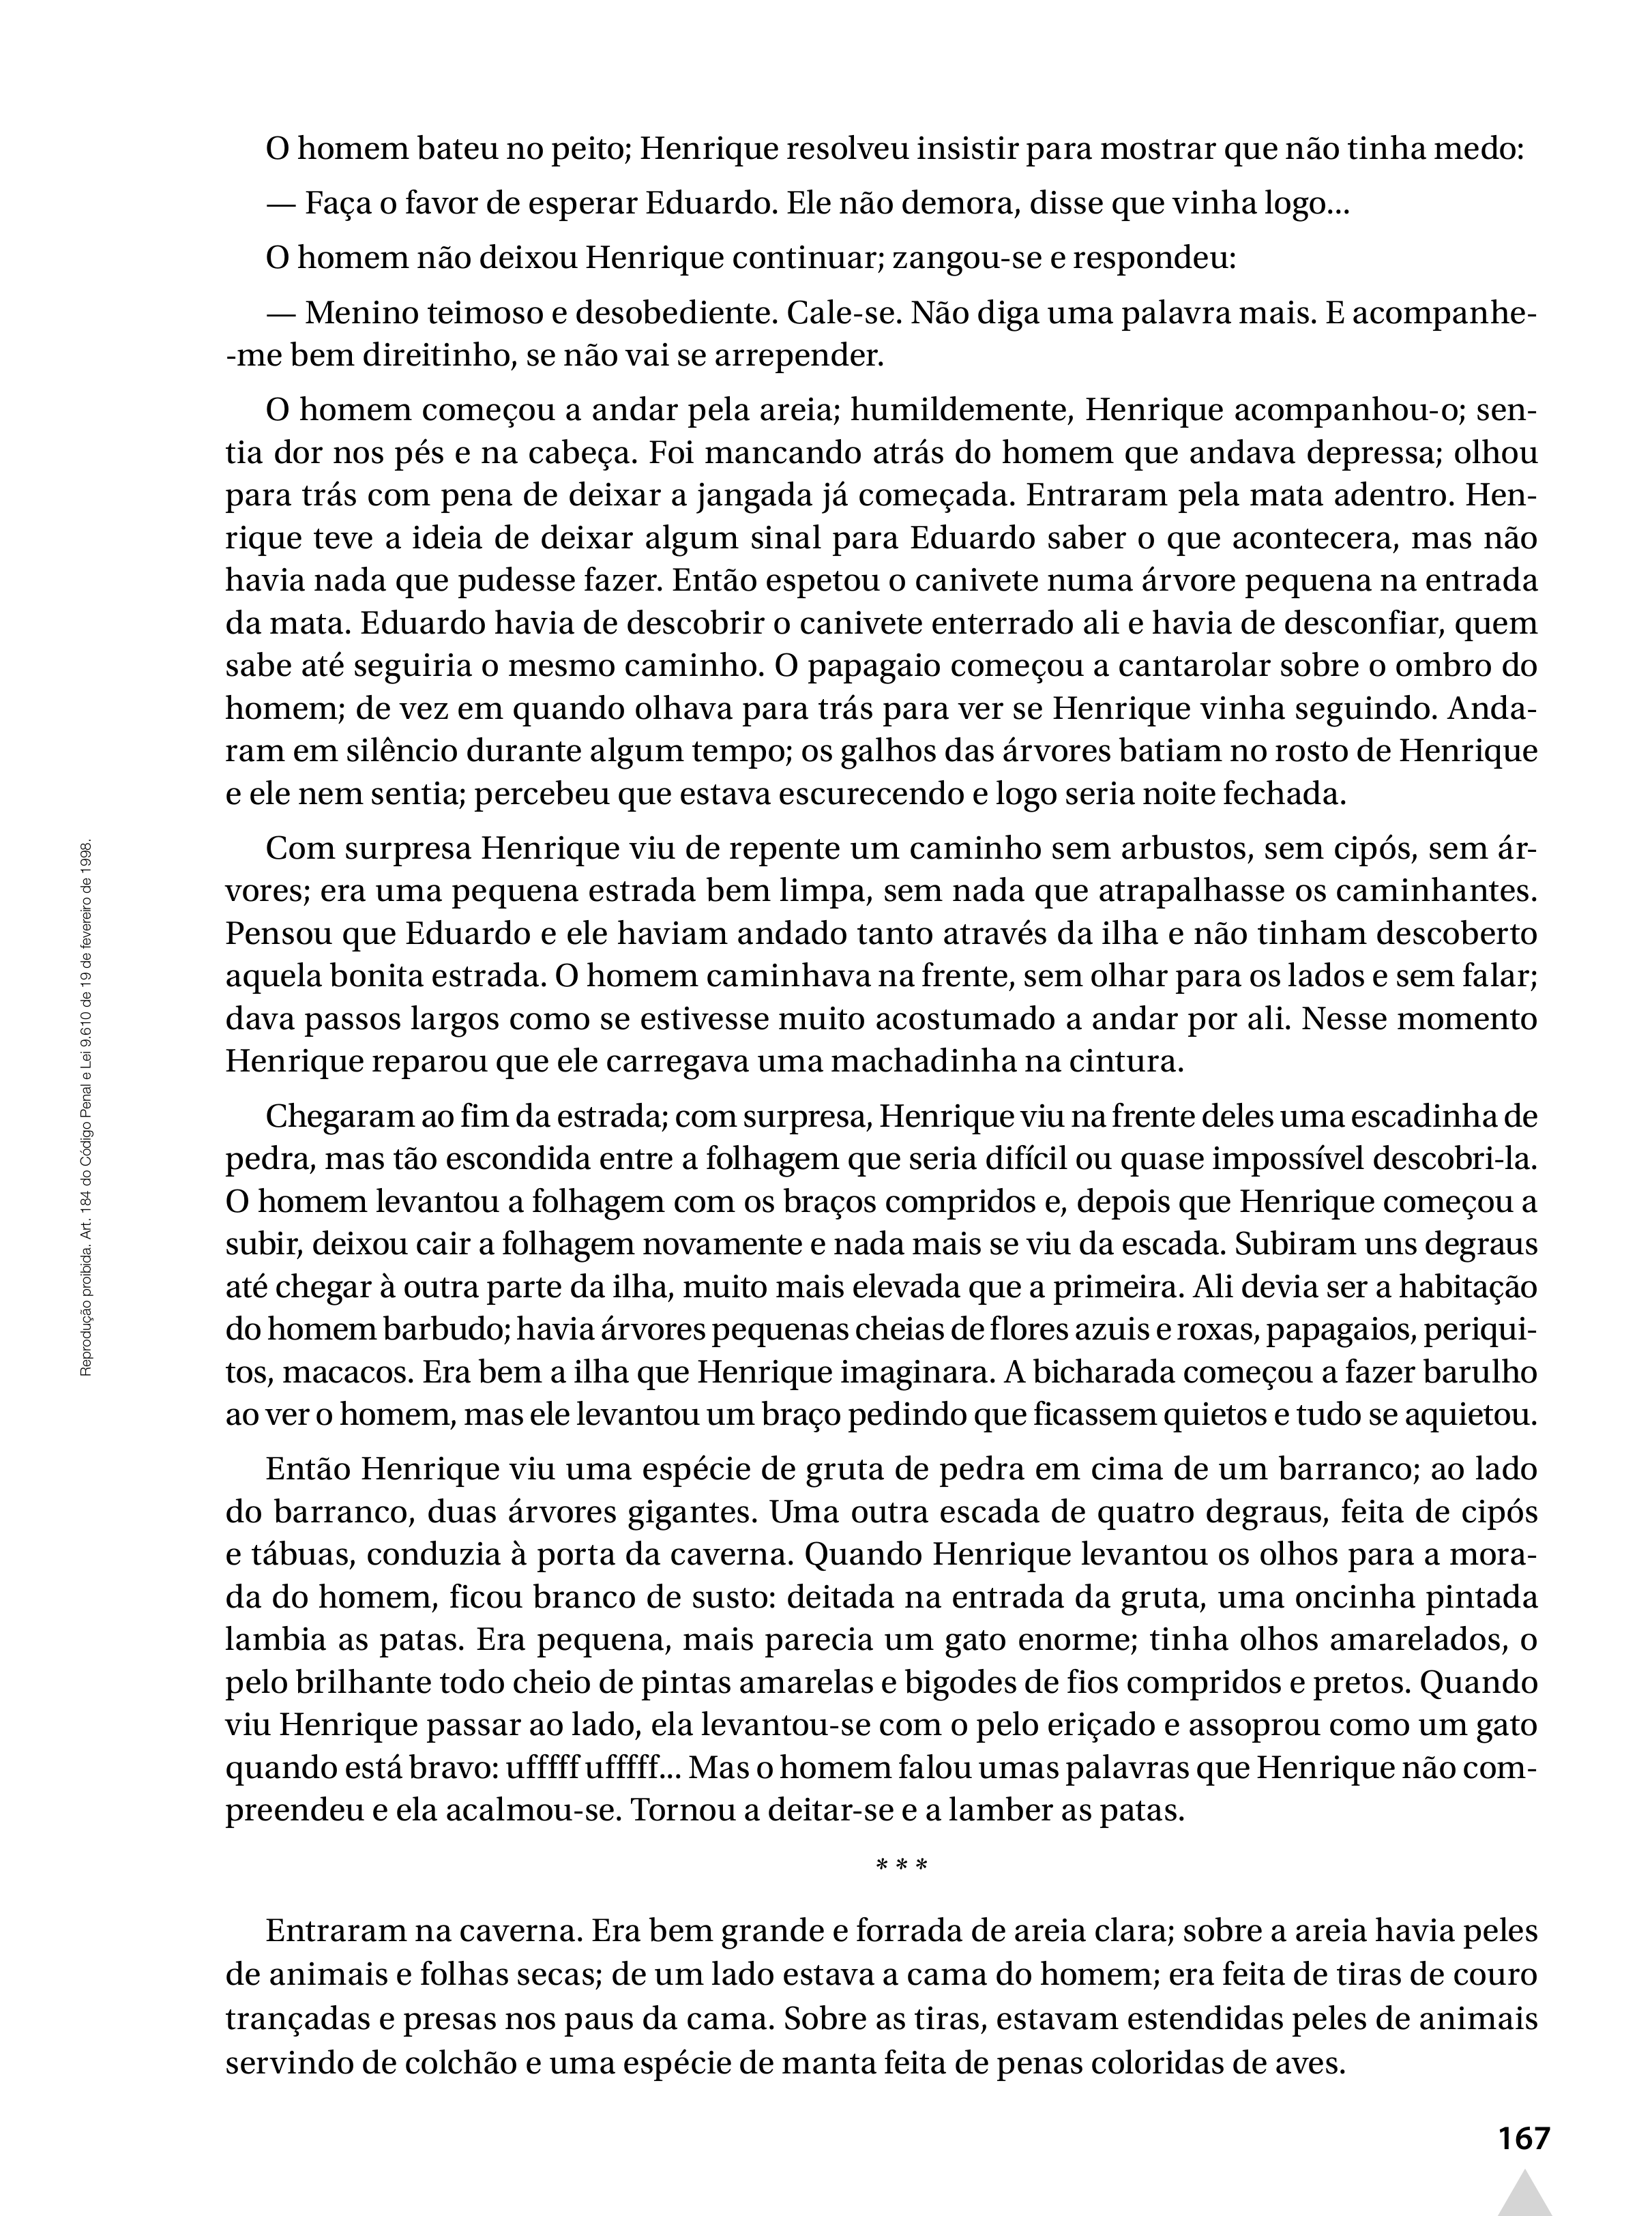 O homem bateu no peito; Henrique resolveu insistir para mostrar que não tinha medo:
— Faça o favor de esperar Eduardo. Ele não demora, disse que vinha logo...
O homem não deixou Henrique continuar; zangou-se e respondeu:
— Menino teimoso e desobediente. Cale-se. Não diga uma palavra mais. E acompanhe-
-me bem direitinho, se não vai se arrepender.
O homem começou a andar pela areia; humildemente, Henrique acompanhou-o; sen-
tia dor nos pés e na cabeça. Foi mancando atrás do homem que andava depressa; olhou
para trás com pena de deixar a jangada já começada. Entraram pela mata adentro. Hen-
rique teve a ideia de deixar algum sinal para Eduardo saber o que acontecera, mas não
havia nada que pudesse fazer. Então espetou o canivete numa árvore pequena na entrada
da mata. Eduardo havia de descobrir o canivete enterrado ali e havia de desconfiar, quem
sabe até seguiria o mesmo caminho. O papagaio começou a cantarolar sobre o ombro do
homem; de vez em quando olhava para trás para ver se Henrique vinha seguindo. Anda-
ram em silêncio durante algum tempo; os galhos das árvores batiam no rosto de Henrique
e ele nem sentia; percebeu que estava escurecendo e logo seria noite fechada.
Com surpresa Henrique viu de repente um caminho sem arbustos, sem cipós, sem ár-
vores; era uma pequena estrada bem limpa, sem nada que atrapalhasse os caminhantes.
Pensou que Eduardo e ele haviam andado tanto através da ilha e não tinham descoberto
aquela bonita estrada. O homem caminhava na frente, sem olhar para os lados e sem falar;
dava passos largos como se estivesse muito acostumado a andar por ali. Nesse momento
Henrique reparou que ele carregava uma machadinha na cintura.
Chegaram ao fim da estrada; com surpresa, Henrique viu na frente deles uma escadinha de
pedra, mas tão escondida entre a folhagem que seria difícil ou quase impossível descobri-la.
O homem levantou a folhagem com os braços compridos e, depois que Henrique começou a
subir, deixou cair a folhagem novamente e nada mais se viu da escada. Subiram uns degraus
até chegar à outra parte da ilha, muito mais elevada que a primeira. Ali devia ser a habitação
do homem barbudo; havia árvores pequenas cheias de flores azuis e roxas, papagaios, periqui-
tos, macacos. Era bem a ilha que Henrique imaginara. A bicharada começou a fazer barulho
ao ver o homem, mas ele levantou um braço pedindo que ficassem quietos e tudo se aquietou.
Então Henrique viu uma espécie de gruta de pedra em cima de um barranco; ao lado
do barranco, duas árvores gigantes. Uma outra escada de quatro degraus, feita de cipós
e tábuas, conduzia à porta da caverna. Quando Henrique levantou os olhos para a mora-
da do homem, ficou branco de susto: deitada na entrada da gruta, uma oncinha pintada
lambia as patas. Era pequena, mais parecia um gato enorme; tinha olhos amarelados, o
pelo brilhante todo cheio de pintas amarelas e bigodes de fios compridos e pretos. Quando
viu Henrique passar ao lado, ela levantou-se com o pelo eriçado e assoprou como um gato
quando está bravo: ufffff ufffff... Mas o homem falou umas palavras que Henrique não com-
preendeu e ela acalmou-se. Tornou a deitar-se e a lamber as patas.
* * *
Entraram na caverna. Era bem grande e forrada de areia clara; sobre a areia havia peles
de animais e folhas secas; de um lado estava a cama do homem; era feita de tiras de couro
trançadas e presas nos paus da cama. Sobre as tiras, estavam estendidas peles de animais
servindo de colchão e uma espécie de manta feita de penas coloridas de aves.
Reprodução proibida. Art. 184 do Código Penal e Lei 9.610 de 19 de fevereiro de 1998.
167